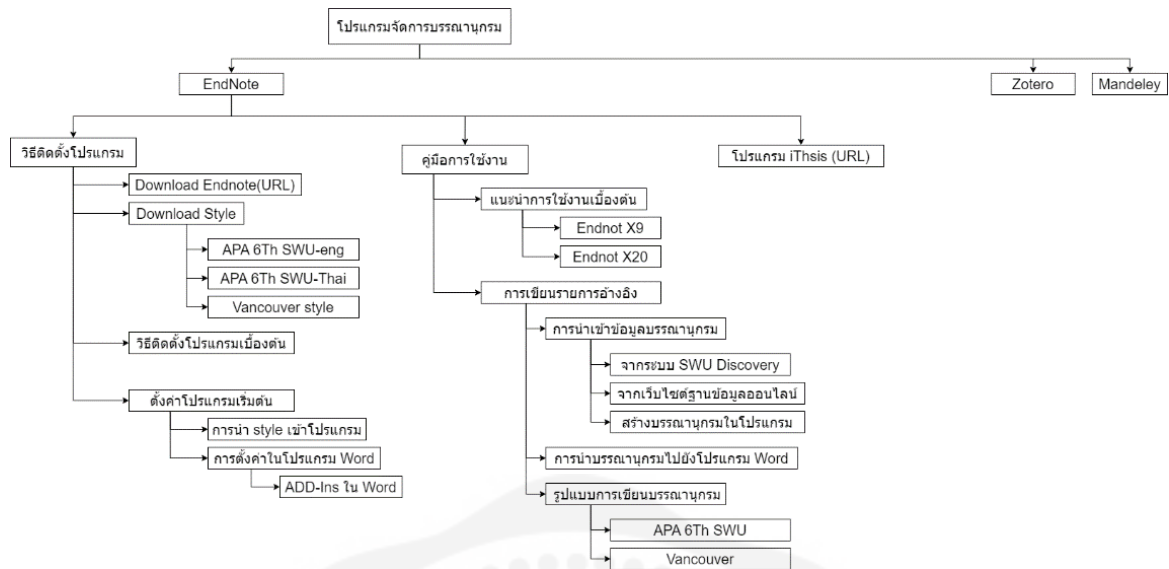 โปรแกรมจัดการบรรณานุกรม
EndNote
Zotero
Mandeley
วิธีติดตั้งโปรแกรม
Download Endnote(URL)
Download Style
APA 6Th SWU-eng
APA 6Th SWU-Thai
Vancouver style
วิธีติดตั้งโปรแกรมเบื้องต้น
ตั้งค่าโปรแกรมเริ่มต้น
การนำ style เข้าโปรแกรม
การตั้งค่าในโปรแกรม Word
ADD-Ins ใน Word
คู่มือการใช้งาน
แนะนำการใช้งานเบื้องต้น
Endnot X9
Endnot X20
การเขียนรายการอ้างอิง
การนำเข้าข้อมูลบรรณานุกรม
จากระบบ SWU Discovery
จากเว็บไซต์ฐานข้อมูลออนไลน์
สร้างบรรณานุกรมในโปรแกรม
การนำบรรณานุกรมไปยังโปรแกรม Word
รูปแบบการเขียนบรรณานุกรม
APA 6Th SWU
Vancouver
โปรแกรม iThsis (URL)